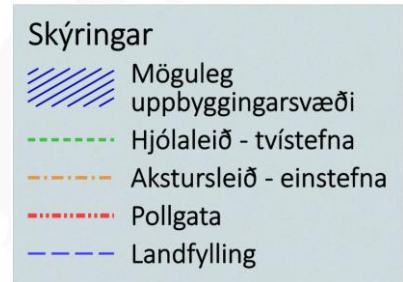 Skýringar
Möguleg
uppbyggingarsvæði
Hjólaleið - tvístefna
Akstursleið - einstefna
Pollgata
Landfylling